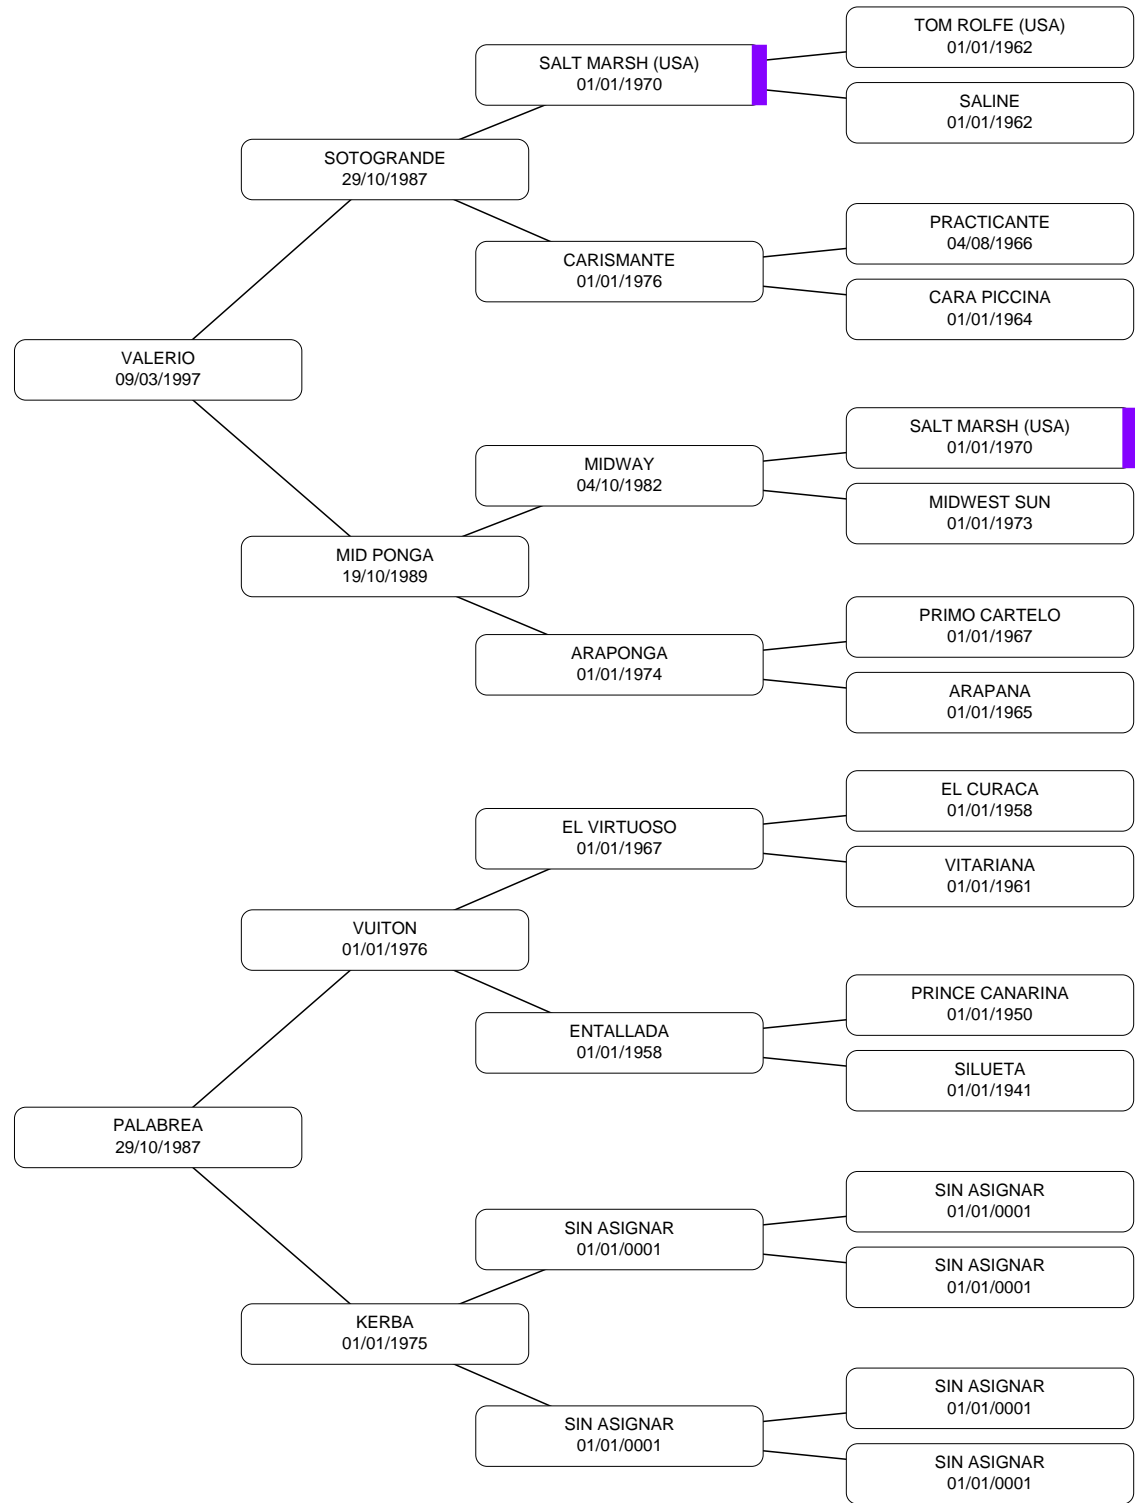 TOM ROLFE (USA)
01/01/1962
SALT MARSH (USA)
01/01/1970
SALINE
01/01/1962
SOTOGRANDE
29/10/1987
PRACTICANTE
04/08/1966
CARISMANTE
01/01/1976
CARA PICCINA
01/01/1964
VALERIO
09/03/1997
SALT MARSH (USA)
01/01/1970
MIDWAY
04/10/1982
MIDWEST SUN
01/01/1973
MID PONGA
19/10/1989
PRIMO CARTELO
01/01/1967
ARAPONGA
01/01/1974
ARAPANA
01/01/1965
EL CURACA
01/01/1958
EL VIRTUOSO
01/01/1967
VITARIANA
01/01/1961
VUITON
01/01/1976
PRINCE CANARINA
01/01/1950
ENTALLADA
01/01/1958
SILUETA
01/01/1941
PALABREA
29/10/1987
SIN ASIGNAR
01/01/0001
SIN ASIGNAR
01/01/0001
SIN ASIGNAR
01/01/0001
KERBA
01/01/1975
SIN ASIGNAR
01/01/0001
SIN ASIGNAR
01/01/0001
SIN ASIGNAR
01/01/0001